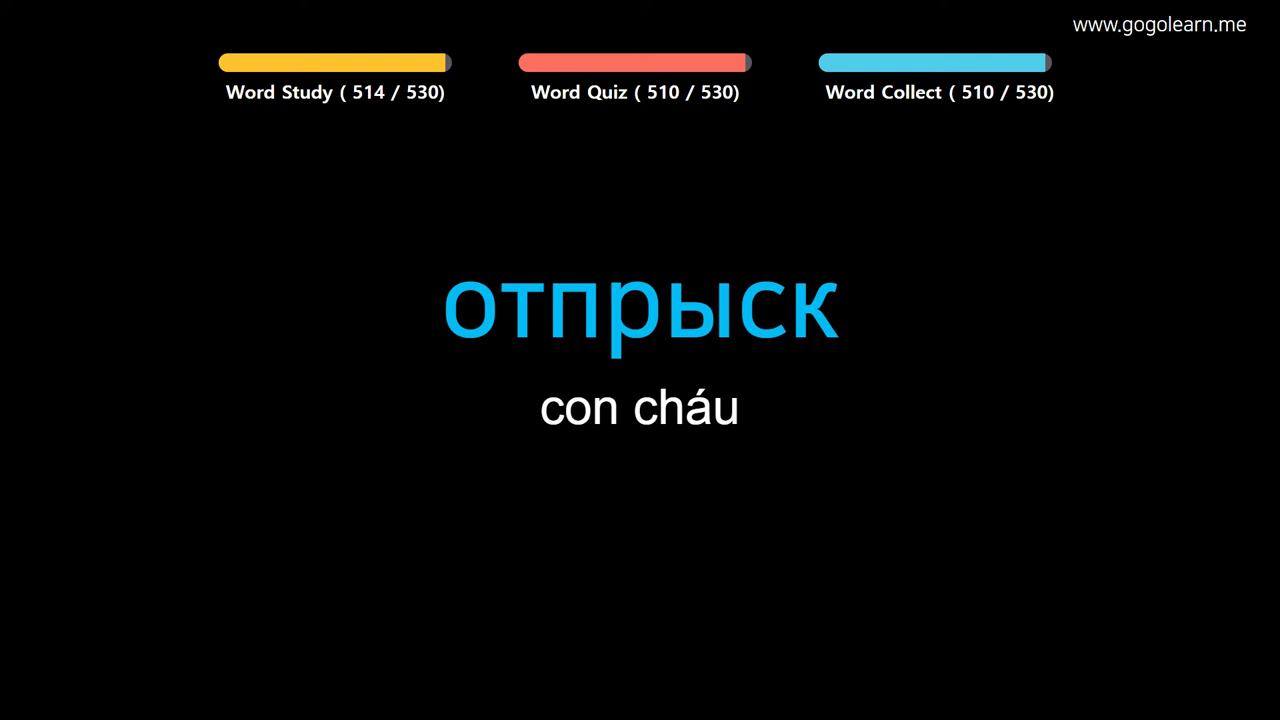 www.gogolearn.me
Word Study ( 514 / 530)
Word Quiz ( 510 / 530)
Word Collect ( 510 / 530)
отпрыск
con cháu